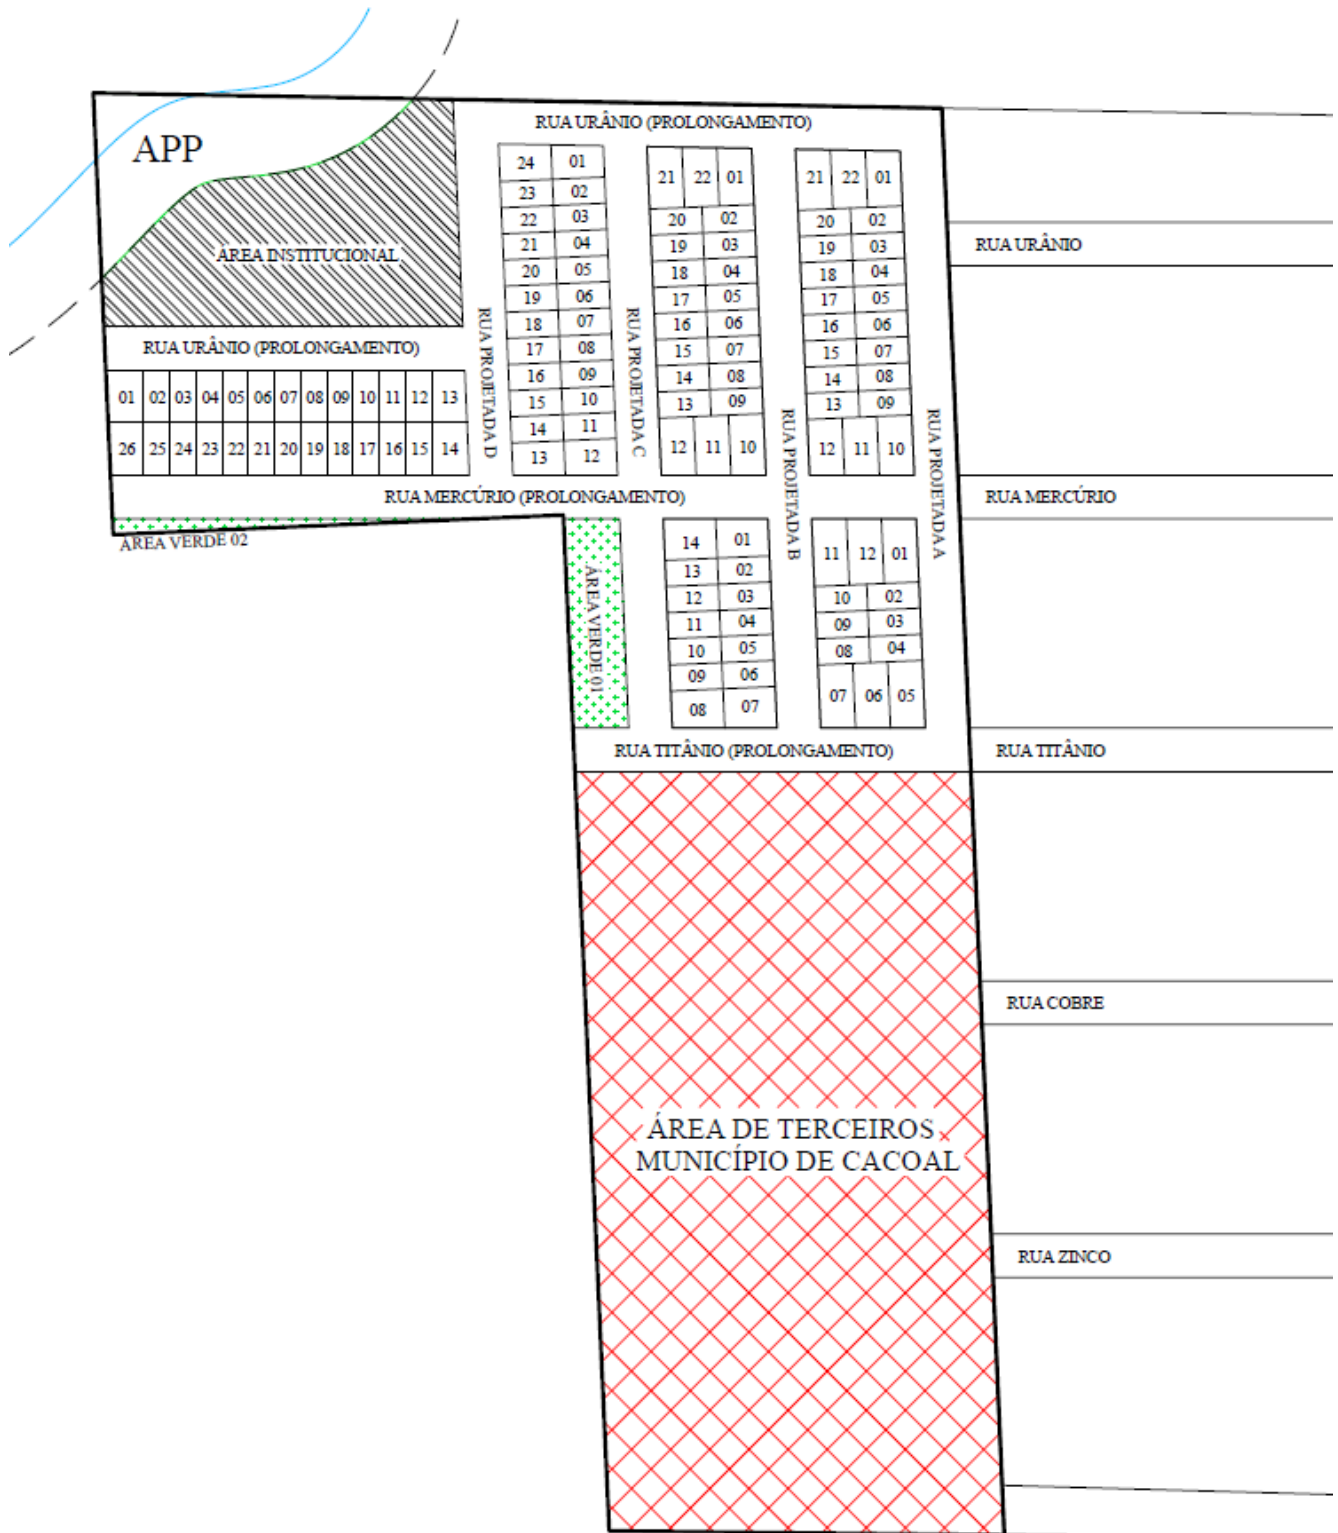 APP
RUA URÂNIO (PROLONGAMENTO)
ÁREA INSTITUCIONAL
RUA URÂNIO (PROLONGAMENTO)
01 02 03 04 05 06 07 08 09 10 11 12 13
26 25 24 23 22 21 20 19 18 17 16 15 14
RUA PROJETADA D
24 01
23 02
22 03
21 04
20 05
19 06
18 07
17 08
16 09
15 10
14 11
13 12
RUA PROJETADA C
21 22 01
20 02
19 03
18 04
17 05
16 06
15 07
14 08
13 09
12 11 10
RUA PROJETADA B
21 22 01
20 02
19 03
18 04
17 05
16 06
15 07
14 08
13 09
12 11 10
RUA PROJETADA A
RUA URÂNIO
RUA MERCÚRIO (PROLONGAMENTO)
RUA MERCÚRIO
ÁREA VERDE 02
ÁREA VERDE 01
14 01
13 02
12 03
11 04
10 05
09 06
08 07
11 12 01
10 02
09 03
08 04
07 06 05
RUA TITÂNIO (PROLONGAMENTO)
RUA TITÂNIO
RUA COBRE
ÁREA DE TERCEIROS
MUNICÍPIO DE CACOAL
RUA ZINCO